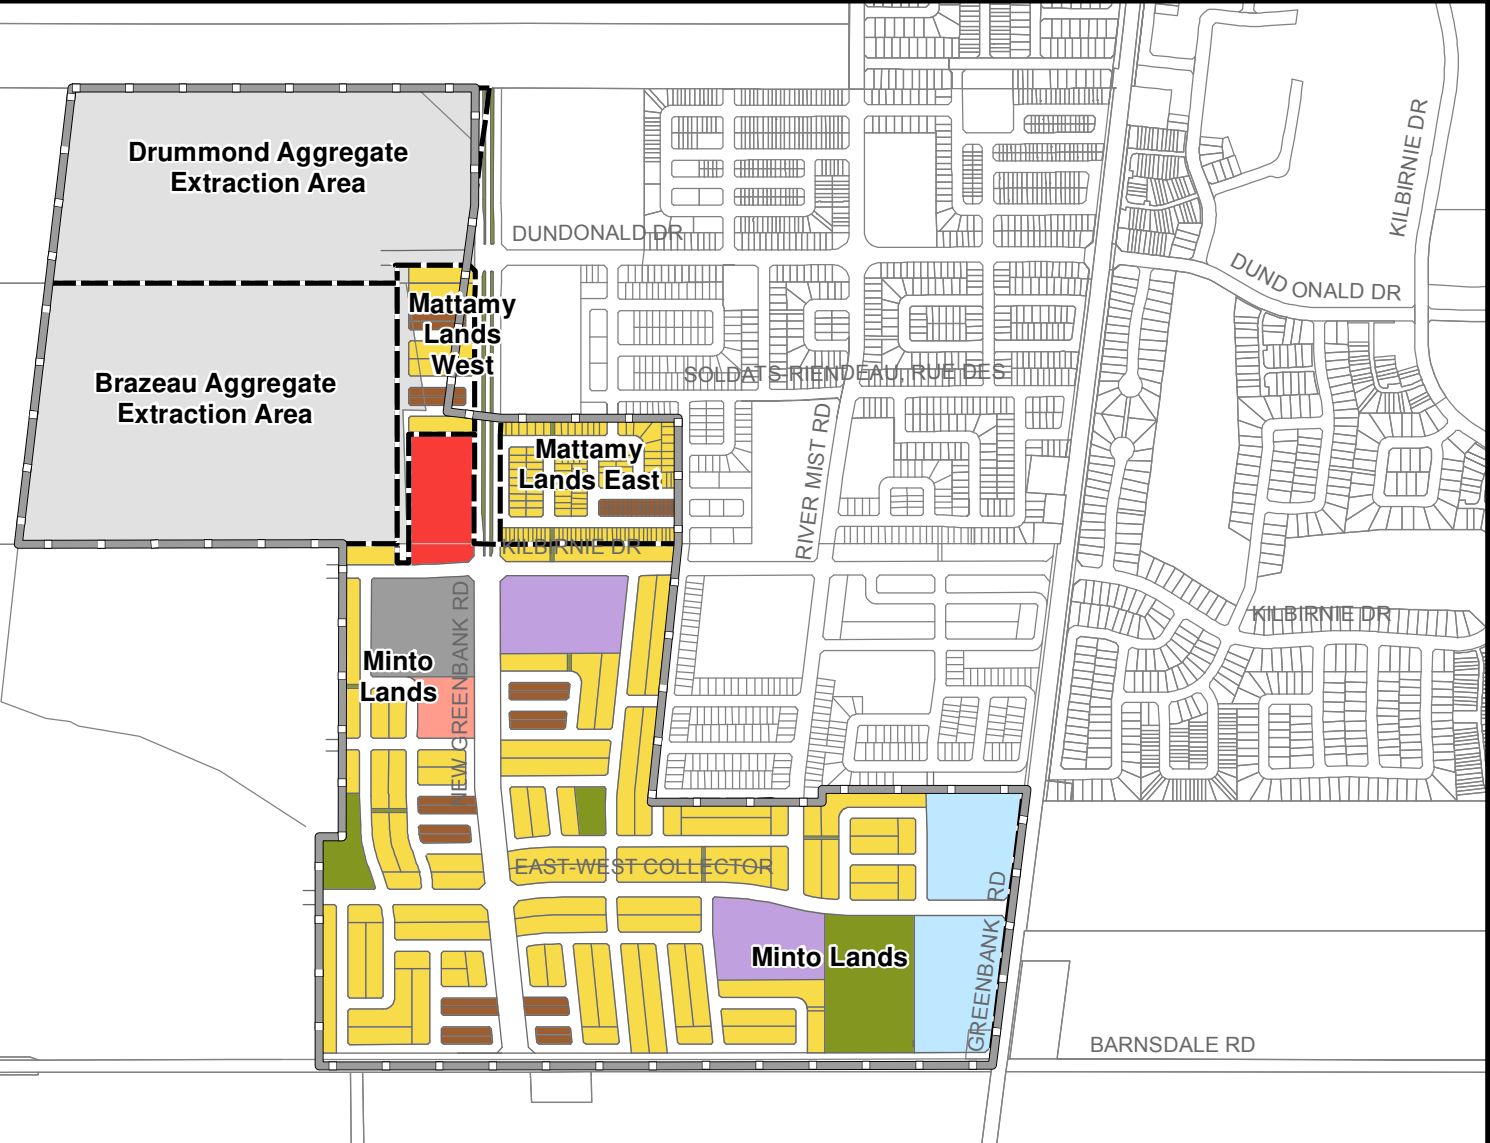 KILBIRNIE DR
Drummond Aggregate
Extraction Area
DUNDONALD DR
DUNDONALD DR
Mattamy
Lands
West
Brazeau Aggregate
Extraction Area
SOLDATS-RIENDEAU, RUE DES
RIVER MIST RD
Mattamy
Lands East
KILBIRNIE DR
NEW GREENBANK RD
KILBIRNIE DR
Minto
Lands
EAST-WEST COLLECTOR
GREENBANK RD
Minto Lands
BARNSDALE RD